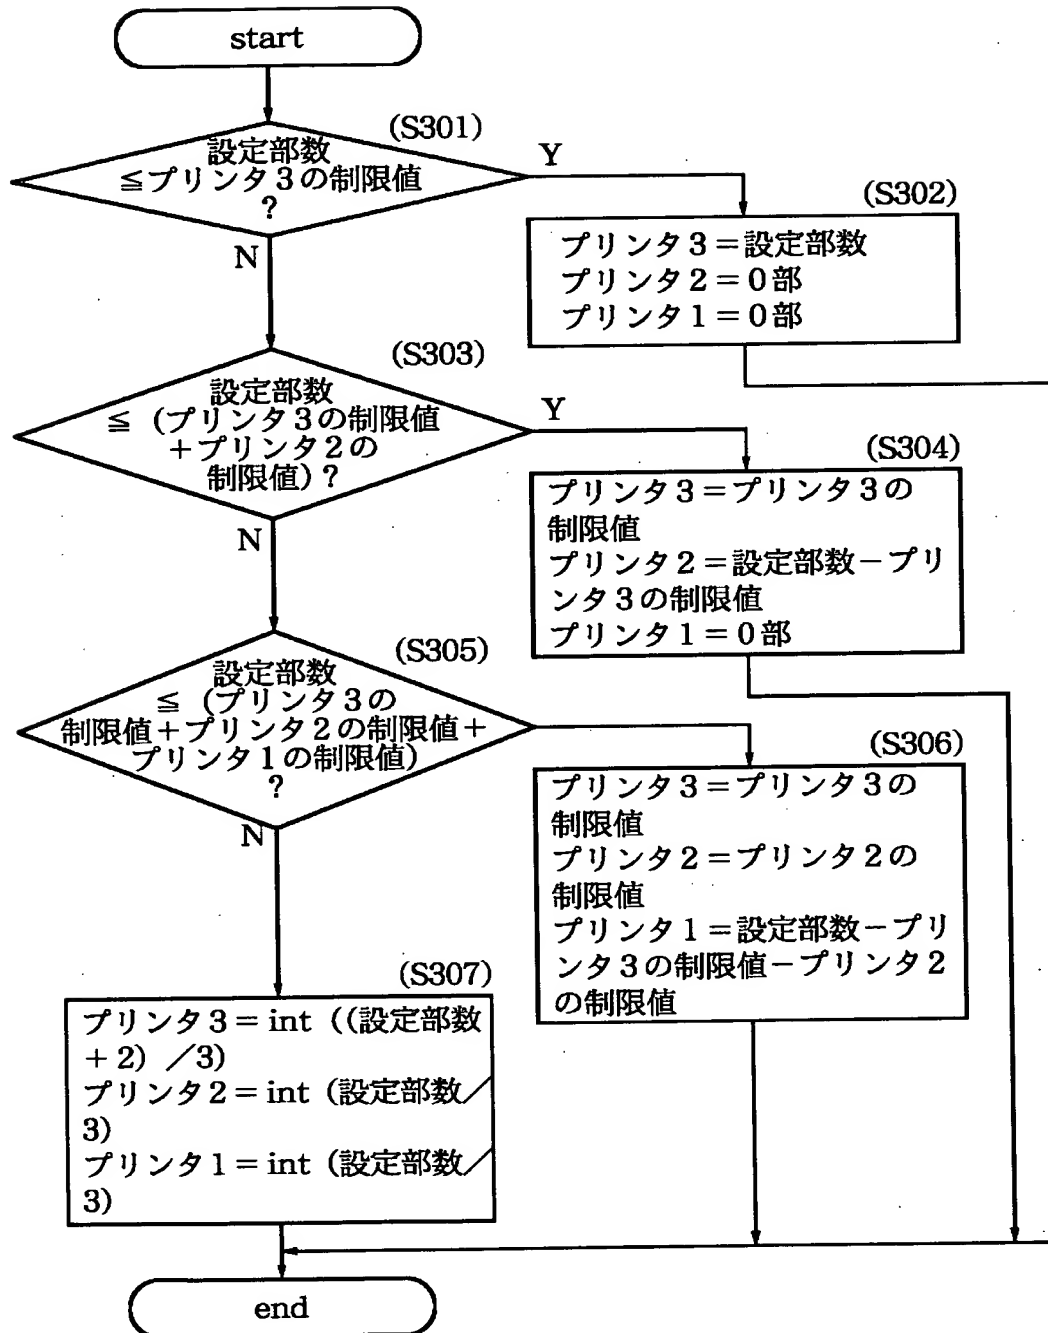 start
(S301)
設定部数
≦プリンタ3の制限値
?
Y
N
(S302)
プリンタ3=設定部数
プリンタ2=0部
プリンタ1=0部
(S303)
設定部数
≦(プリンタ3の制限値
+プリンタ2の
制限値)?
Y
N
(S304)
プリンタ3=プリンタ3の
制限値
プリンタ2=設定部数-プリ
ンタ3の制限値
プリンタ1=0部
(S305)
設定部数
≦(プリンタ3の
制限値+プリンタ2の制限値+
プリンタ1の制限値)
?
N
(S306)
プリンタ3=プリンタ3の
制限値
プリンタ2=プリンタ2の
制限値
プリンタ1=設定部数-プリ
ンタ3の制限値-プリンタ2
の制限値
(S307)
プリンタ3=int((設定部数
+2)/3)
プリンタ2=int(設定部数/
3)
プリンタ1=int(設定部数/
3)
end